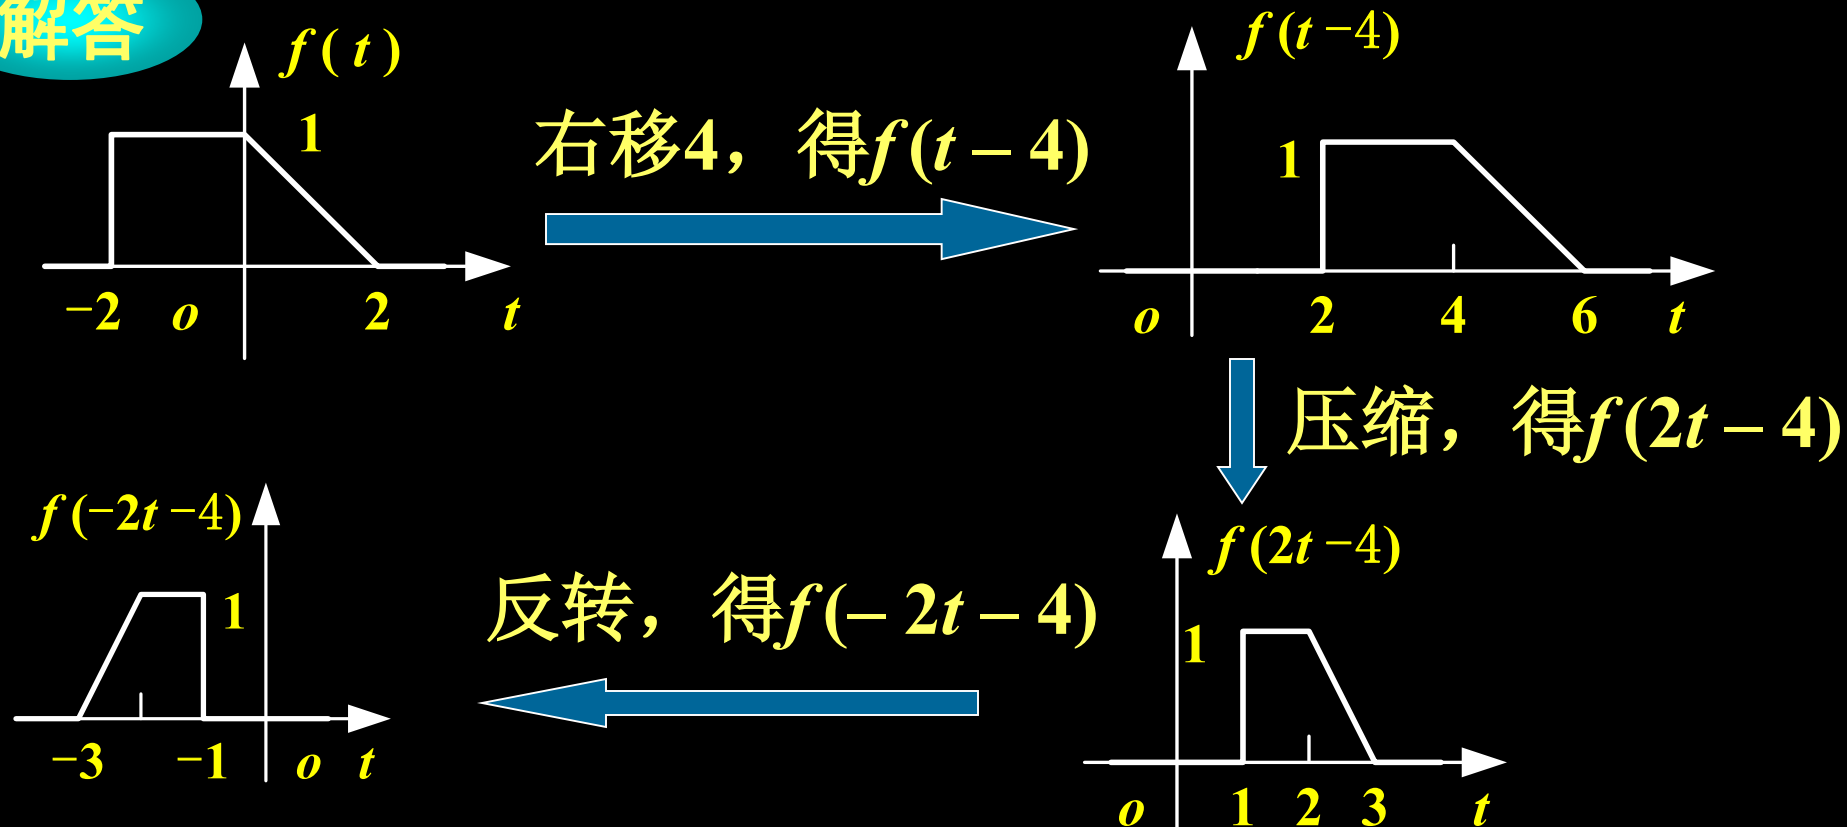 解答
f ( t )
1
−2 o 2 t
右移4，得f (t – 4)
f (t −4)
1
o 2 4 6 t
压缩，得f (2t – 4)
f (2t −4)
1
o 1 2 3 t
反转，得f (– 2t – 4)
f (−2t −4)
1
−3 −1 o t